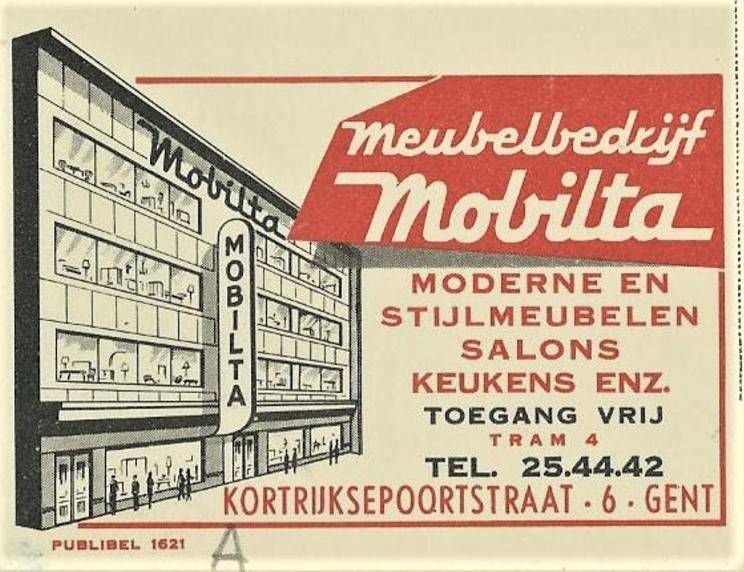 Mobilta
MOBILTA
meubelbedrijf
Mobilta
MODERNE EN
STIJLMEUBELEN
SALONS
KEUKENS ENZ.
TOEGANG VRIJ
TRAM 4
TEL. 25.44.42
KORTRIJKSEPOORTSTRAAT · 6 · GENT
PUBLIBEL 1621
A